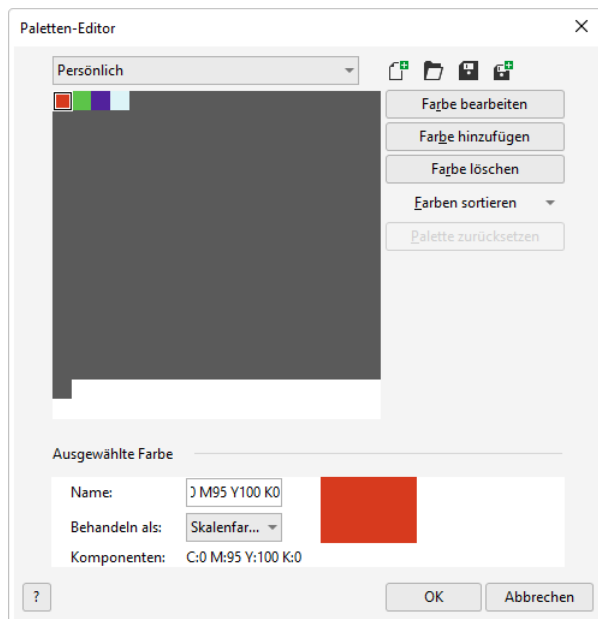 Paletten-Editor
Persönlich
Farbe bearbeiten
Farbe hinzufügen
Farbe löschen
Farben sortieren
Palette zurücksetzen
Ausgewählte Farbe
Name: 0 M95 Y100 K0
Behandeln als: Skalenfar...
Komponenten: C:0 M:95 Y:100 K:0
? OK Abbrechen